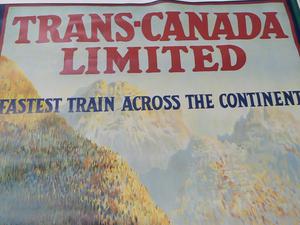 TRANS-CANADA
LIMITED
FASTEST TRAIN ACROSS THE CONTINENT